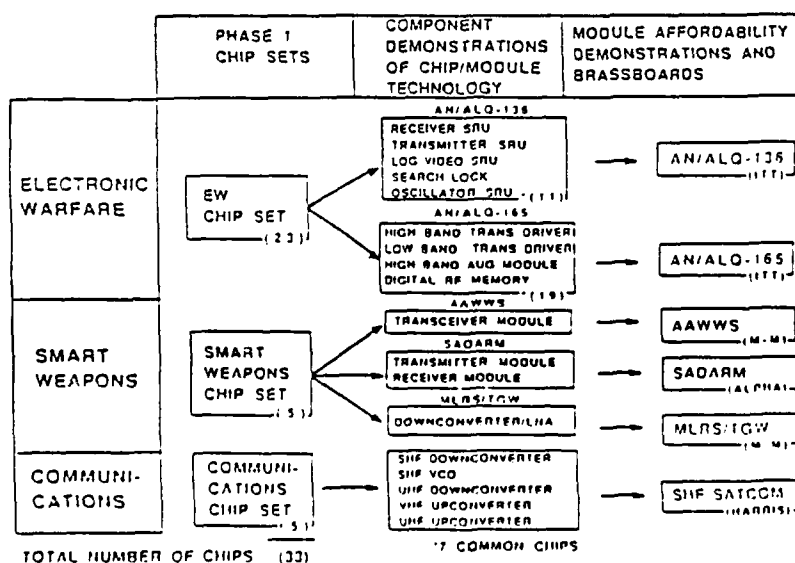 PHASE 1
CHIP SETS
COMPONENT
DEMONSTRATIONS
OF CHIP/MODULE
TECHNOLOGY
MODULE AFFORDABILITY
DEMONSTRATIONS AND
BRASSBOARDS
ELECTRONIC
WARFARE
EW
CHIP SET
(23)
AN/ALQ-136
RECEIVER SRU
TRANSMITTER SRU
LOG VIDEO SRU
SEARCH LOCK
OSCILLATOR SRU
*(11)
AN/ALQ-136
(ITT)
AN/ALQ-165
HIGH BAND TRANS DRIVER
LOW BAND TRANS DRIVER
HIGH BAND AUG MODULE
DIGITAL RF MEMORY
*(19)
AN/ALQ-165
(ITT)
SMART
WEAPONS
SMART
WEAPONS
CHIP SET
(5)
AAWWS
TRANSCEIVER MODULE
AAWWS
(M-M)
SADARM
TRANSMITTER MODULE
RECEIVER MODULE
SADARM
(ALPHA)
MLRS/TGW
DOWNCONVERTER/LNA
MLRS/TGW
(M-M)
COMMUNI-
CATIONS
COMMUNI-
CATIONS
CHIP SET
(5)
SHF DOWNCONVERTER
SHF VCO
UHF DOWNCONVERTER
VHF UPCONVERTER
UHF UPCONVERTER
SHF SATCOM
(HARRIS)
TOTAL NUMBER OF CHIPS (33)
*7 COMMON CHIPS